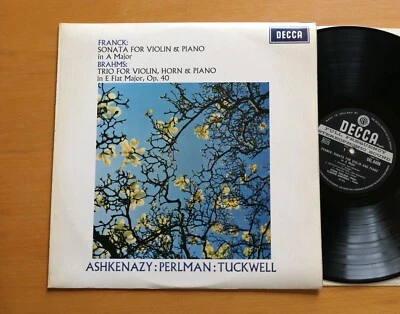 FRANCK:
SONATA FOR VIOLIN & PIANO
in A Major
BRAHMS:
TRIO FOR VIOLIN, HORN & PIANO
in E Flat Major, Op. 40
DECCA
ASHKENAZY : PERLMAN : TUCKWELL
DECCA